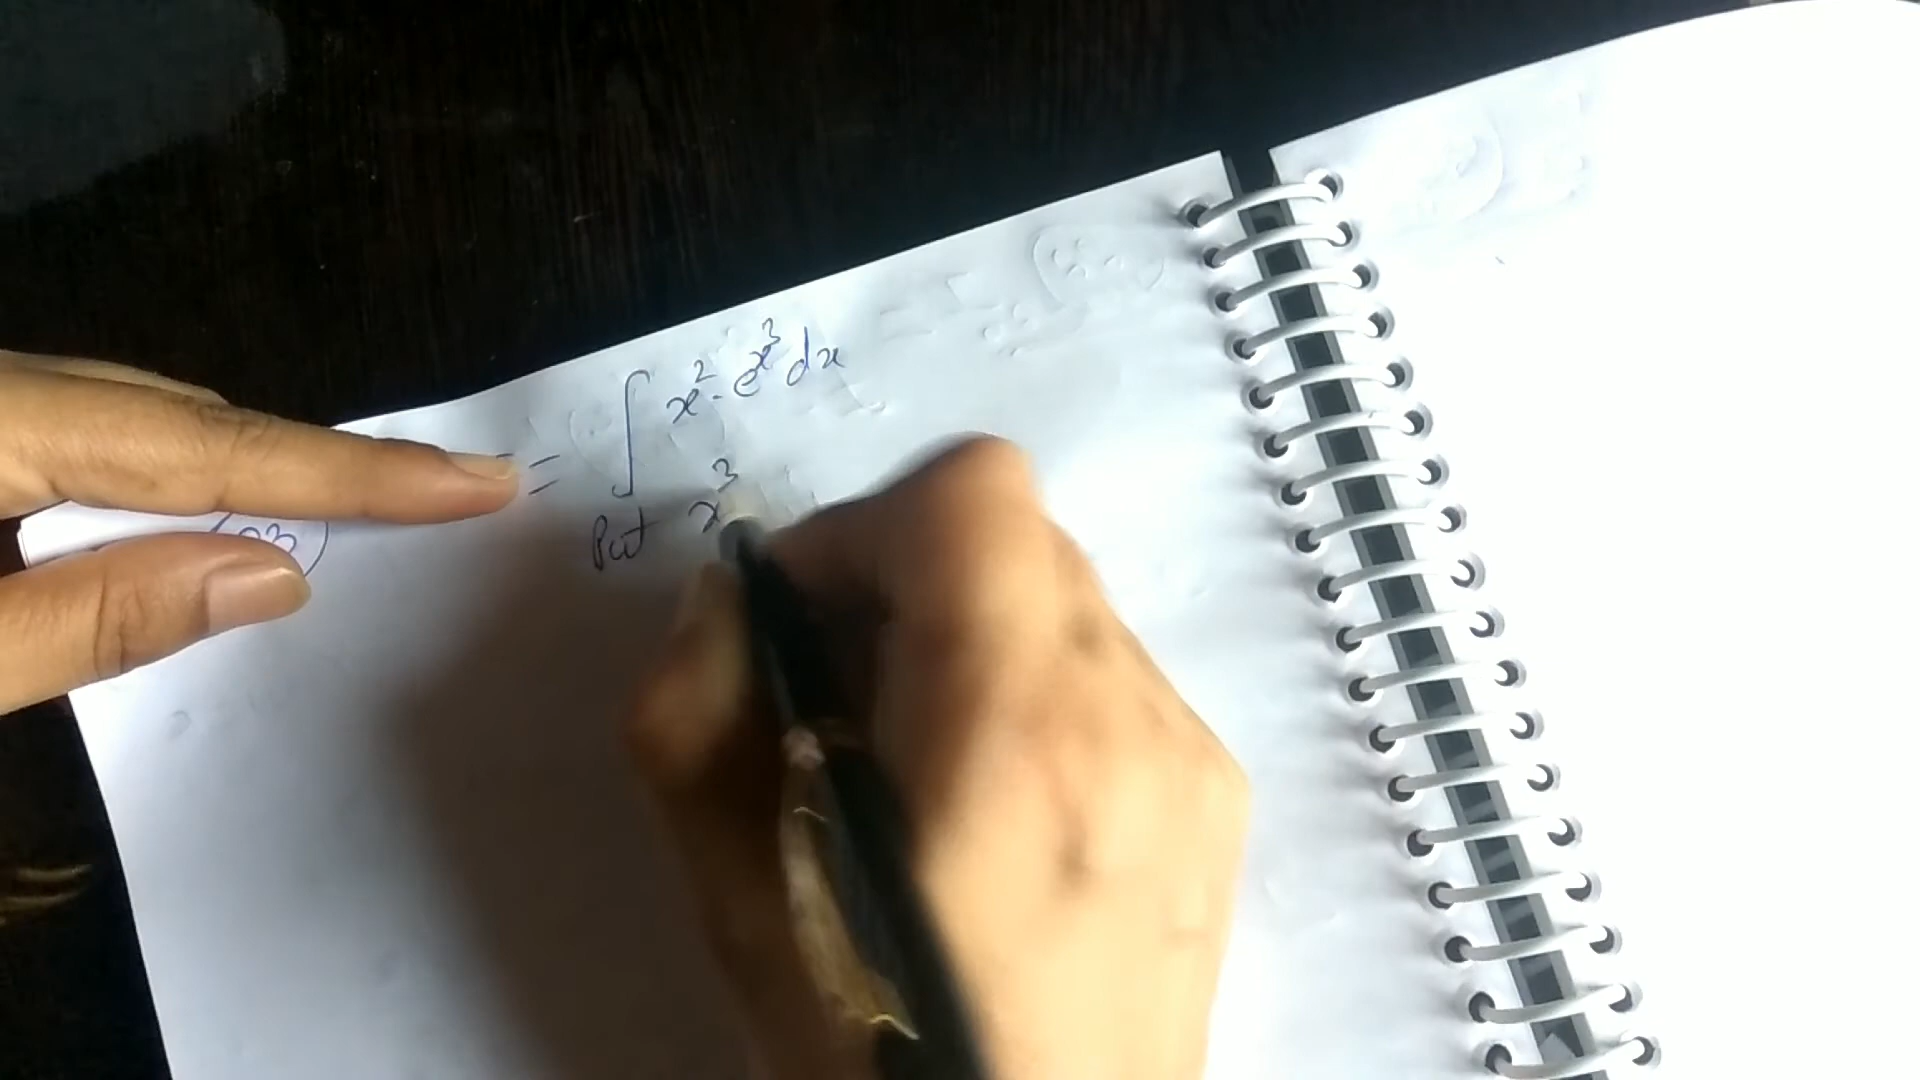 = ∫ x². e^x³ dx
Put x³